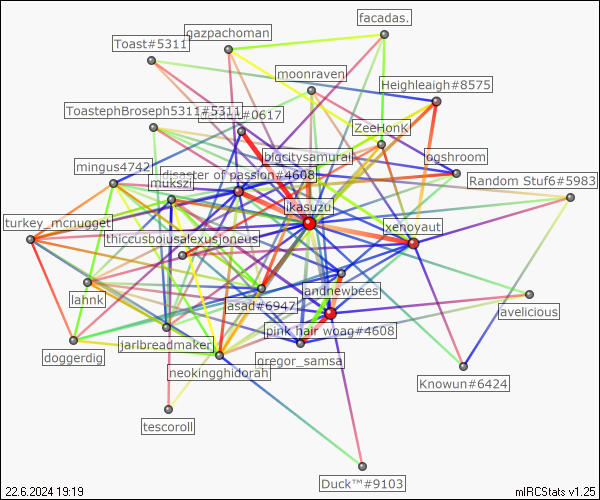 facadas.
gazpachoman
Toast#5311
moonraven
Heighleaigh#8575
ToastephBroseph5311#5311
#0617
ZeeHonK
bigcitysamurai
ogshroom
mingus4742
disaster of passion#4608
Random Stuf6#5983
mukszi
ikasuzu
turkey_mcnugget
xenoyaut
thiccusboiusalexusjoneus
andnewbees
lahnk
asad#6947
avelicious
pink hair woag#4608
jarlbreadmaker
doggerdig
gregor_samsa
neokingghidorah
Knowun#6424
tescoroll
Duck™#9103
22.6.2024 19:19
mIRCStats v1.25